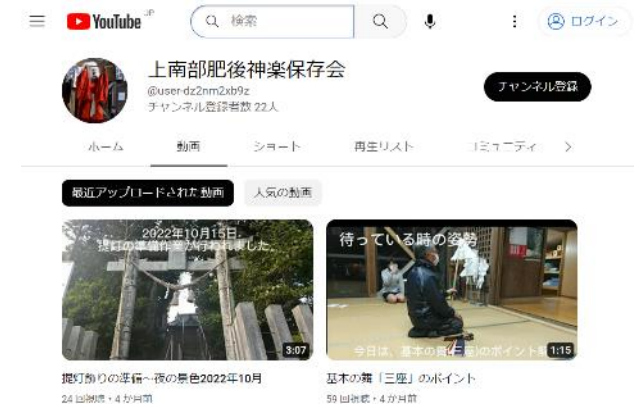 YouTube JP
検索
ログイン
上南部肥後神楽保存会
@user-dz2nm2xb9z
チャンネル登録者数 22人
チャンネル登録
ホーム 動画 ショート 再生リスト コミュニティ
最近アップロードされた動画 人気の動画
2022年10月15日、
提灯の準備作業が行われました。
3:07
待っている時の姿勢
今日は、基本の舞(三座)のポイント
1:15
提灯飾りの準備～夜の景色2022年10月
24 回視聴・4 か月前
基本の舞「三座」のポイント
59 回視聴・4 か月前